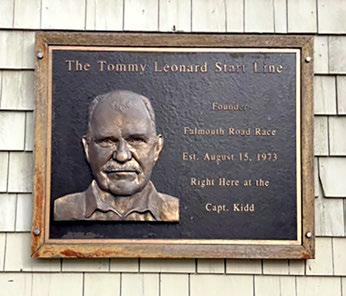 The Tommy Leonard Start Line
Founder
Falmouth Road Race
Est. August 15, 1973
Right Here at the
Capt. Kidd